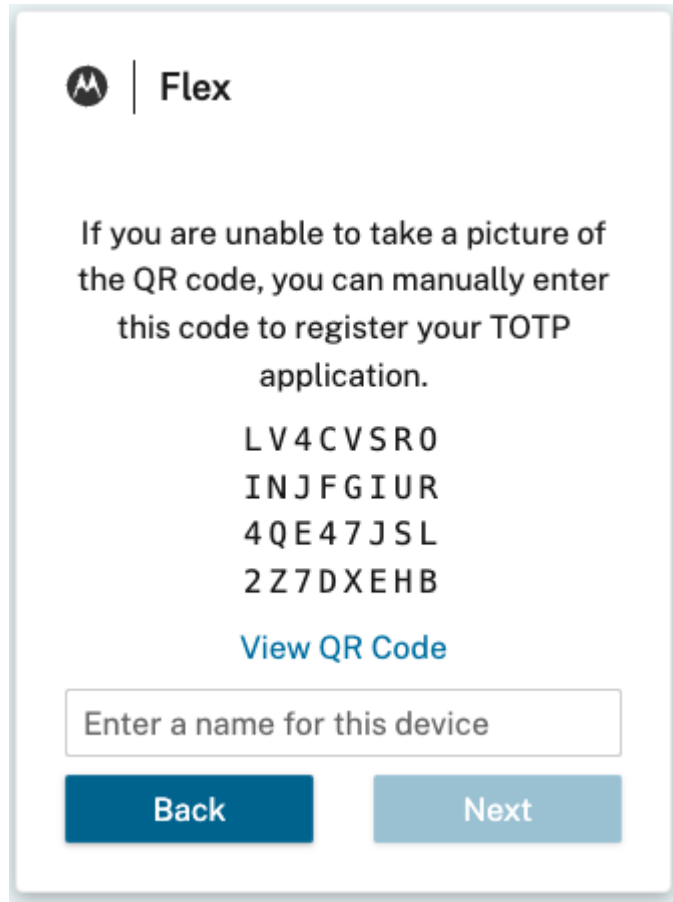 Flex
If you are unable to take a picture of
the QR code, you can manually enter
this code to register your TOTP
application.
LV4CVSRO
INJFGIUR
4QE47JSL
2Z7DXEHB
View QR Code
Enter a name for this device
Back
Next